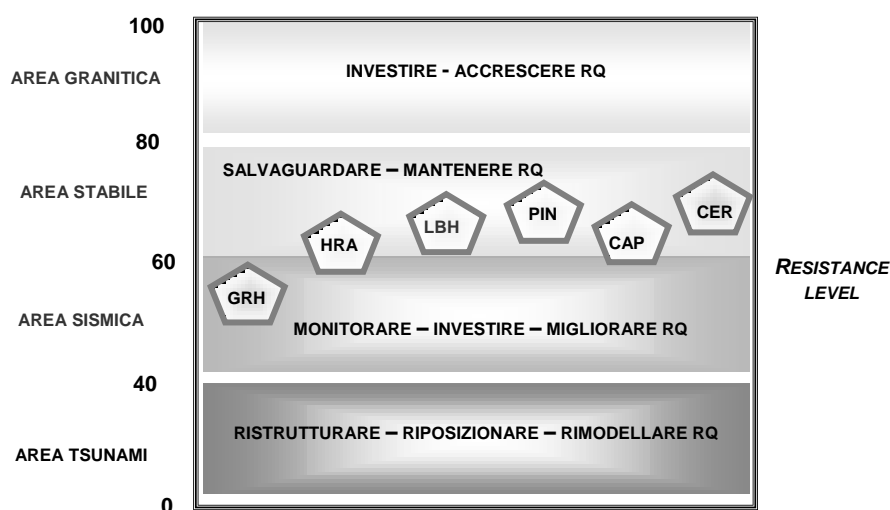 100
AREA GRANITICA
INVESTIRE - ACCRESCERE RQ
80
SALVAGUARDARE – MANTENERE RQ
AREA STABILE
CER
PIN
LBH
HRA
CAP
60
RESISTANCE
LEVEL
GRH
AREA SISMICA
MONITORARE – INVESTIRE – MIGLIORARE RQ
40
RISTRUTTURARE – RIPOSIZIONARE – RIMODELLARE RQ
AREA TSUNAMI
0